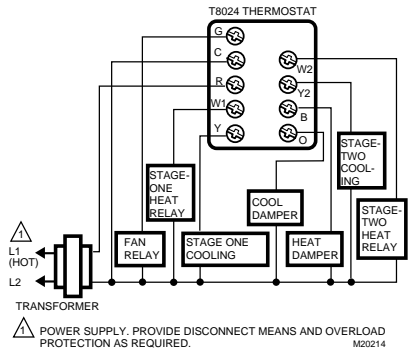 T8024 THERMOSTAT
G
C
R
W1
Y
W2
Y2
B
O
STAGE-
ONE
HEAT
RELAY
STAGE-
TWO
COOL-
ING
COOL
DAMPER
STAGE-
TWO
HEAT
RELAY
FAN
RELAY
STAGE ONE
COOLING
HEAT
DAMPER
1
L1
(HOT)
L2
TRANSFORMER
1 POWER SUPPLY. PROVIDE DISCONNECT MEANS AND OVERLOAD
PROTECTION AS REQUIRED.
M20214